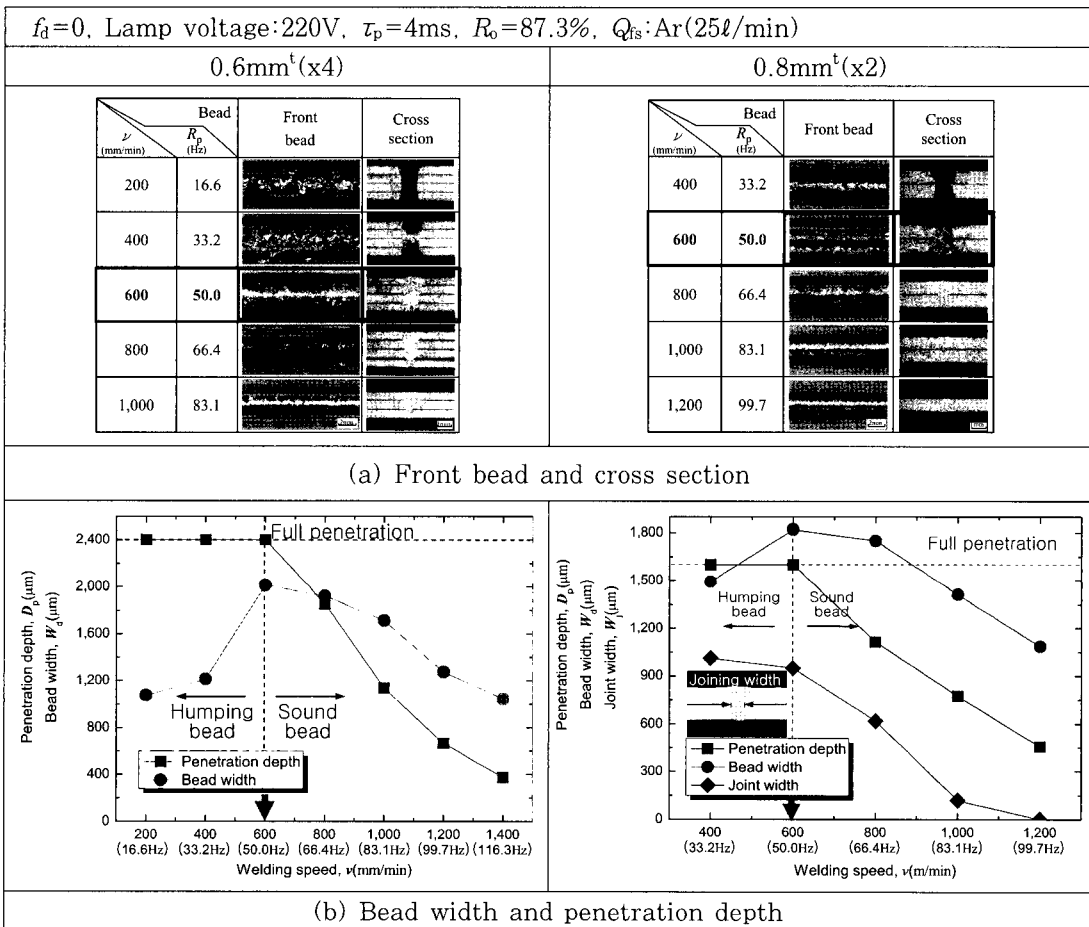 f_d=0, Lamp voltage:220V, τ_p=4ms, R_o=87.3%, Q_fs:Ar(25ℓ/min)
0.6mm^t(x4)
Bead
ν
(mm/min)
R_p
(Hz)
Front
bead
Cross
section
200 16.6
400 33.2
600 50.0
800 66.4
1,000 83.1
2mm 1mm
0.8mm^t(x2)
Bead
ν
(mm/min)
R_p
(Hz)
Front bead
Cross
section
400 33.2
600 50.0
800 66.4
1,000 83.1
1,200 99.7
2mm 1mm
(a) Front bead and cross section
Penetration depth, D_p(μm)
Bead width, W_d(μm)
2,400
2,000
1,600
1,200
800
400
0
Full penetration
Humping
bead
Sound
bead
Penetration depth
Bead width
200 400 600 800 1,000 1,200 1,400
(16.6Hz) (33.2Hz) (50.0Hz) (66.4Hz) (83.1Hz) (99.7Hz) (116.3Hz)
Welding speed, ν(mm/min)
Penetration depth, D_p(μm)
Bead width, W_d(μm)
Joint width, W_j(μm)
1,800
1,500
1,200
900
600
300
0
Full penetration
Humping
bead
Sound
bead
Joining width
Penetration depth
Bead width
Joint width
400 600 800 1,000 1,200
(33.2Hz) (50.0Hz) (66.4Hz) (83.1Hz) (99.7Hz)
Welding speed, ν(m/min)
(b) Bead width and penetration depth